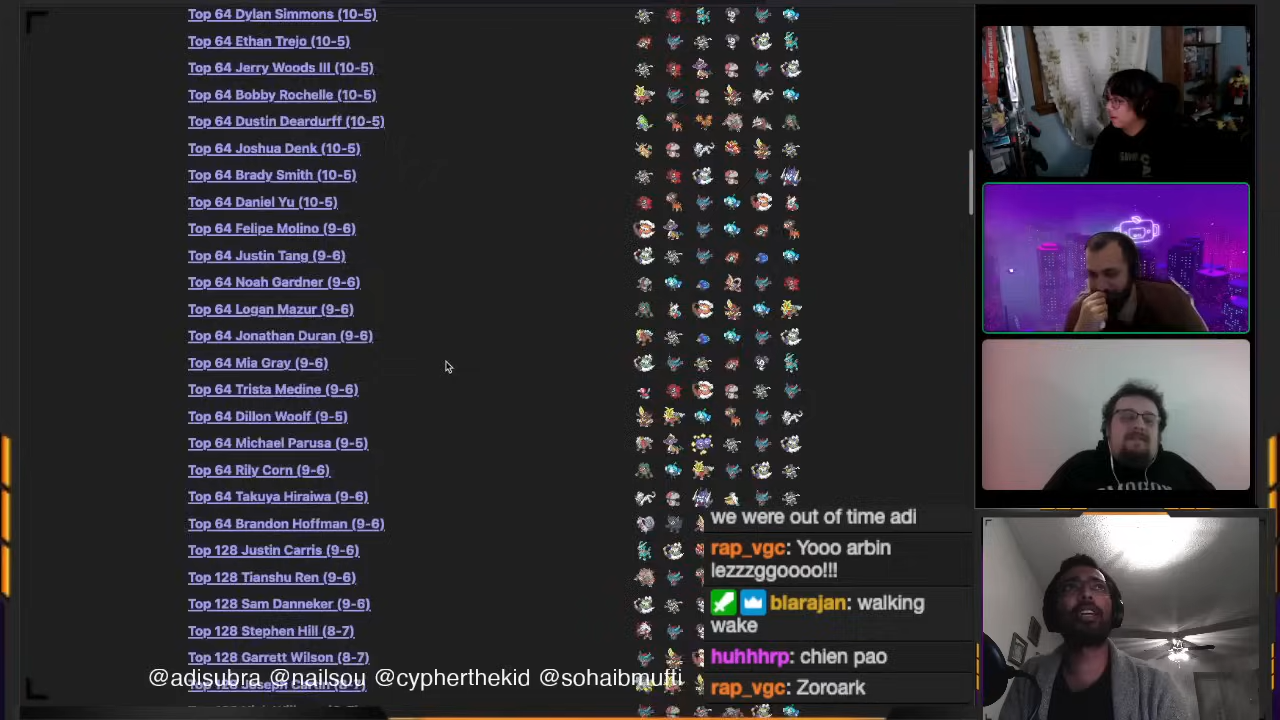 Top 64 Dylan Simmons (10-5)
Top 64 Ethan Trejo (10-5)
Top 64 Jerry Woods III (10-5)
Top 64 Bobby Rochelle (10-5)
Top 64 Dustin Deardurff (10-5)
Top 64 Joshua Denk (10-5)
Top 64 Brady Smith (10-5)
Top 64 Daniel Yu (10-5)
Top 64 Felipe Molino (9-6)
Top 64 Justin Tang (9-6)
Top 64 Noah Gardner (9-6)
Top 64 Logan Mazur (9-6)
Top 64 Jonathan Duran (9-6)
Top 64 Mia Gray (9-6)
Top 64 Trista Medine (9-6)
Top 64 Dillon Woolf (9-5)
Top 64 Michael Parusa (9-5)
Top 64 Rily Corn (9-6)
Top 64 Takuya Hiraiwa (9-6)
Top 64 Brandon Hoffman (9-6)
Top 128 Justin Carris (9-6)
Top 128 Tianshu Ren (9-6)
Top 128 Sam Danneker (9-6)
Top 128 Stephen Hill (8-7)
Top 128 Garrett Wilson (8-7)
@adisubra @nailsou @cypherthekid @sohaibmufti
we were out of time adi
rap_vgc: Yooo arbin
lezzzggoooo!!!
blarajan: walking
wake
huhhhrp: chien pao
rap_vgc: Zoroark